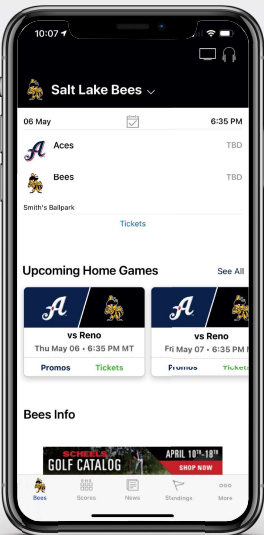 10:07
Salt Lake Bees
06 May 6:35 PM
Aces TBD
Bees TBD
Smith's Ballpark
Tickets
Upcoming Home Games See All
A A
vs Reno vs Reno
Thu May 06 • 6:35 PM MT Fri May 07 • 6:35 PM
Promos Tickets Promos Tickets
Bees Info
SCHEELS APRIL 10TH-18TH
GOLF CATALOG SHOP NOW
Bees Scores News Standings More